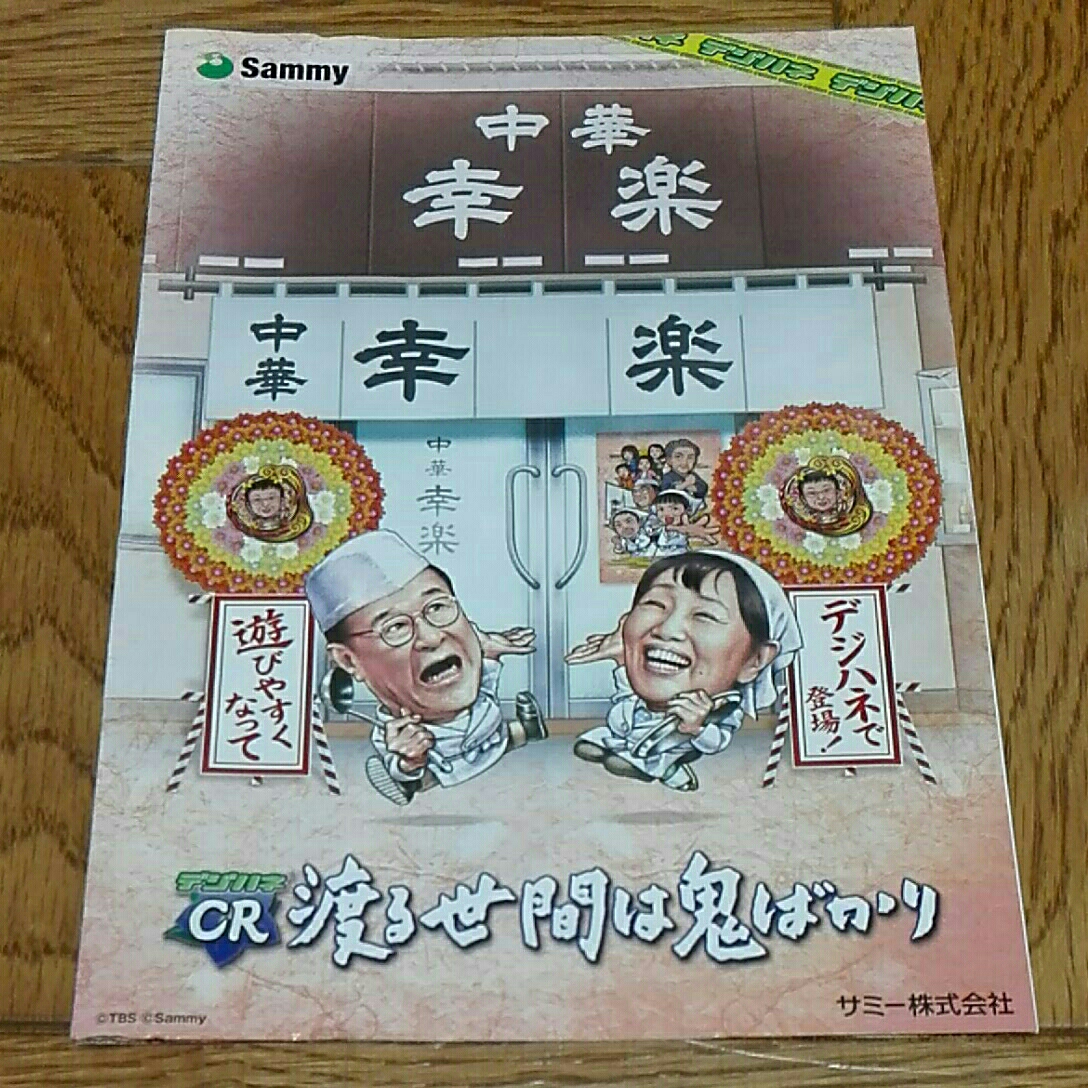 Sammy
デジハネ デジハネ
中華
幸楽
中華
幸楽
中華
幸楽
遊びやすく
なって
デジハネで
登場!
デジハネ
CR 渡る世間は鬼ばかり
サミー株式会社
©TBS ©Sammy